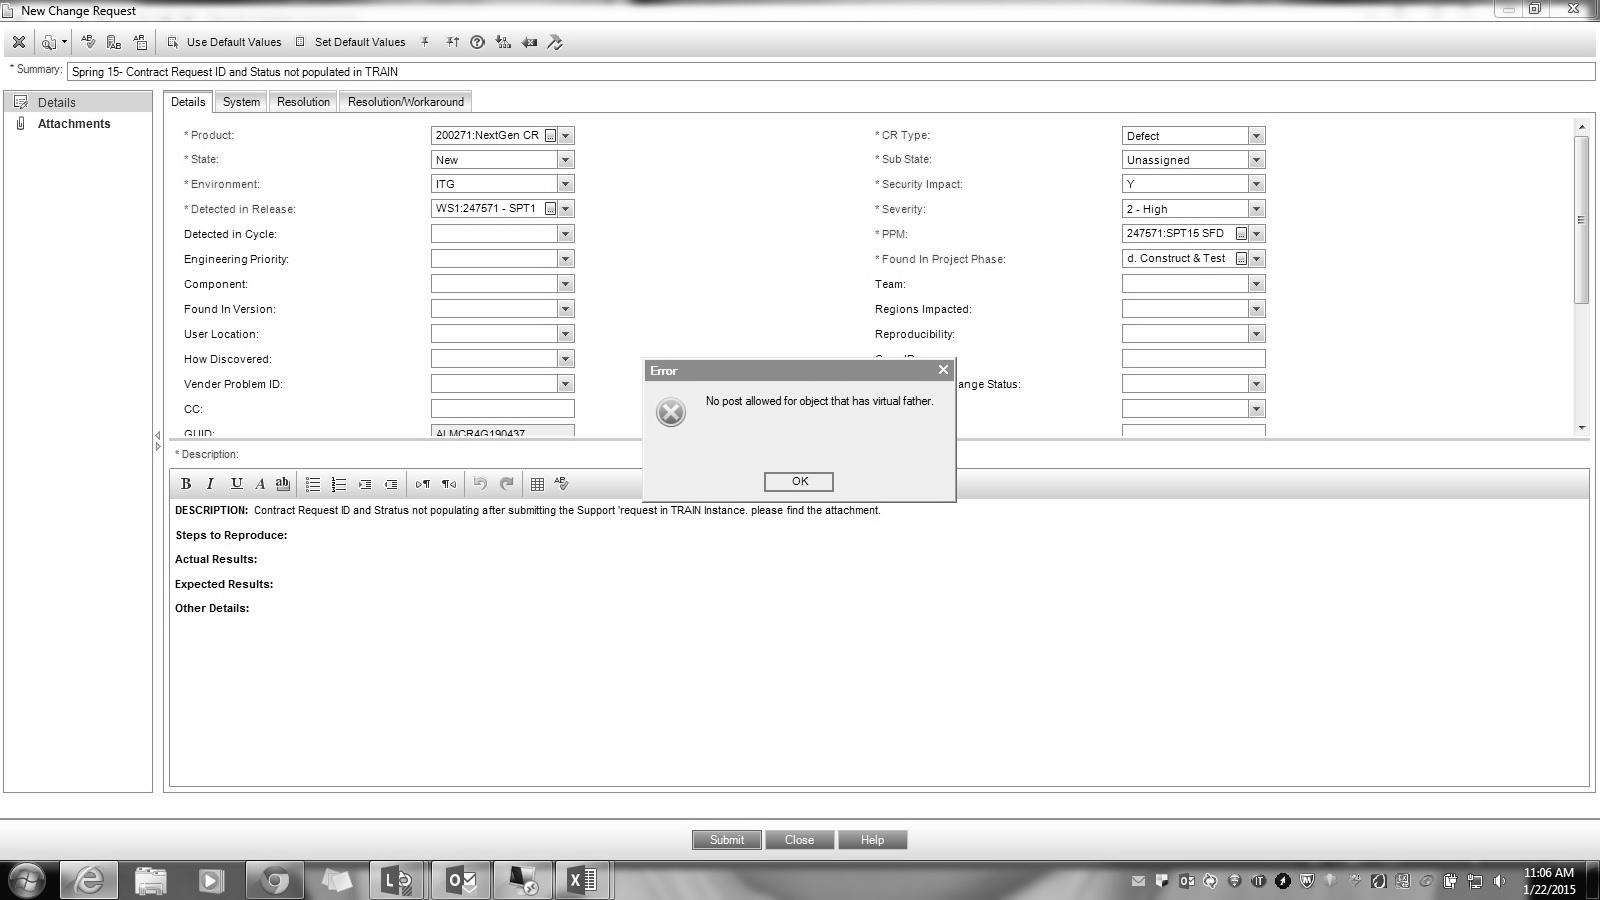 New Change Request
Use Default Values Set Default Values
* Summary: Spring 15- Contract Request ID and Status not populated in TRAIN
Details
Attachments
Details System Resolution Resolution/Workaround
* Product: 200271:NextGen CR * CR Type: Defect
* State: New * Sub State: Unassigned
* Environment: ITG * Security Impact: Y
* Detected in Release: WS1:247571 - SPT1 * Severity: 2 - High
Detected in Cycle: * PPM: 247571:SPT15 SFD
Engineering Priority: * Found In Project Phase: d. Construct & Test
Component: Team:
Found In Version: Regions Impacted:
User Location: Reproducibility:
How Discovered:
Vender Problem ID: ange Status:
CC:
GUID: ALMCR4G190437
Error
No post allowed for object that has virtual father.
OK
* Description:
B I U A ab
DESCRIPTION: Contract Request ID and Stratus not populating after submitting the Support 'request in TRAIN Instance. please find the attachment.
Steps to Reproduce:
Actual Results:
Expected Results:
Other Details:
Submit Close Help
11:06 AM
1/22/2015